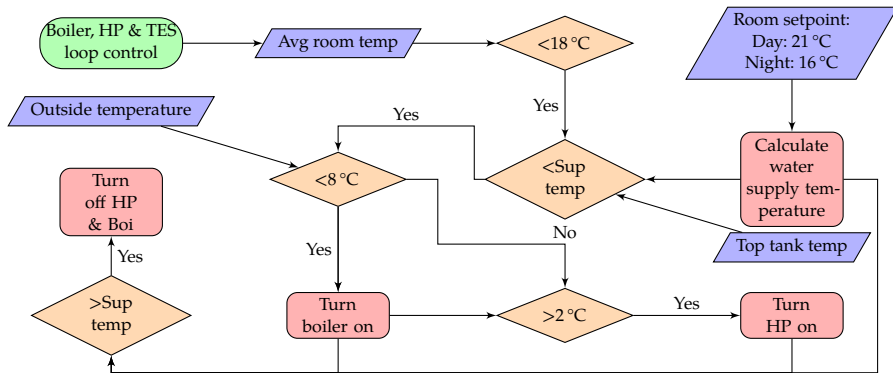 Boiler, HP & TES
loop control
Avg room temp
<18 °C
Room setpoint:
Day: 21 °C
Night: 16 °C
Outside temperature
Yes
Yes
Turn
off HP
& Boi
<8 °C
<Sup
temp
Calculate
water
supply tem-
perature
Top tank temp
Yes
Yes
No
>Sup
temp
Turn
boiler on
>2 °C
Yes
Turn
HP on